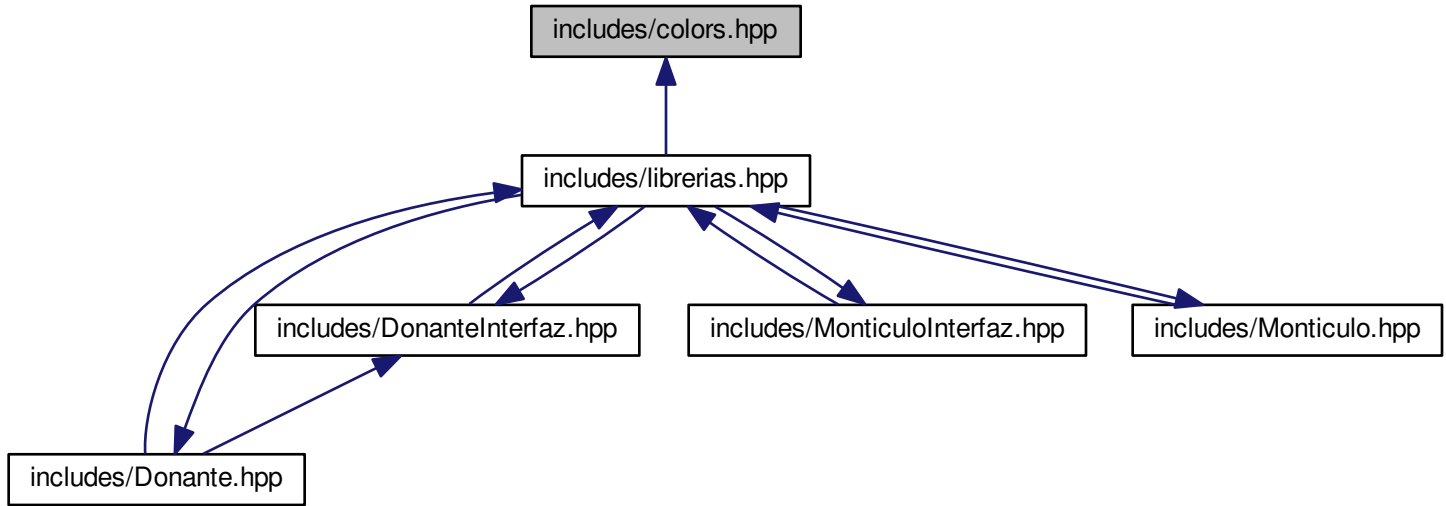 includes/colors.hpp
includes/librerias.hpp
includes/DonanteInterfaz.hpp
includes/MonticuloInterfaz.hpp
includes/Monticulo.hpp
includes/Donante.hpp